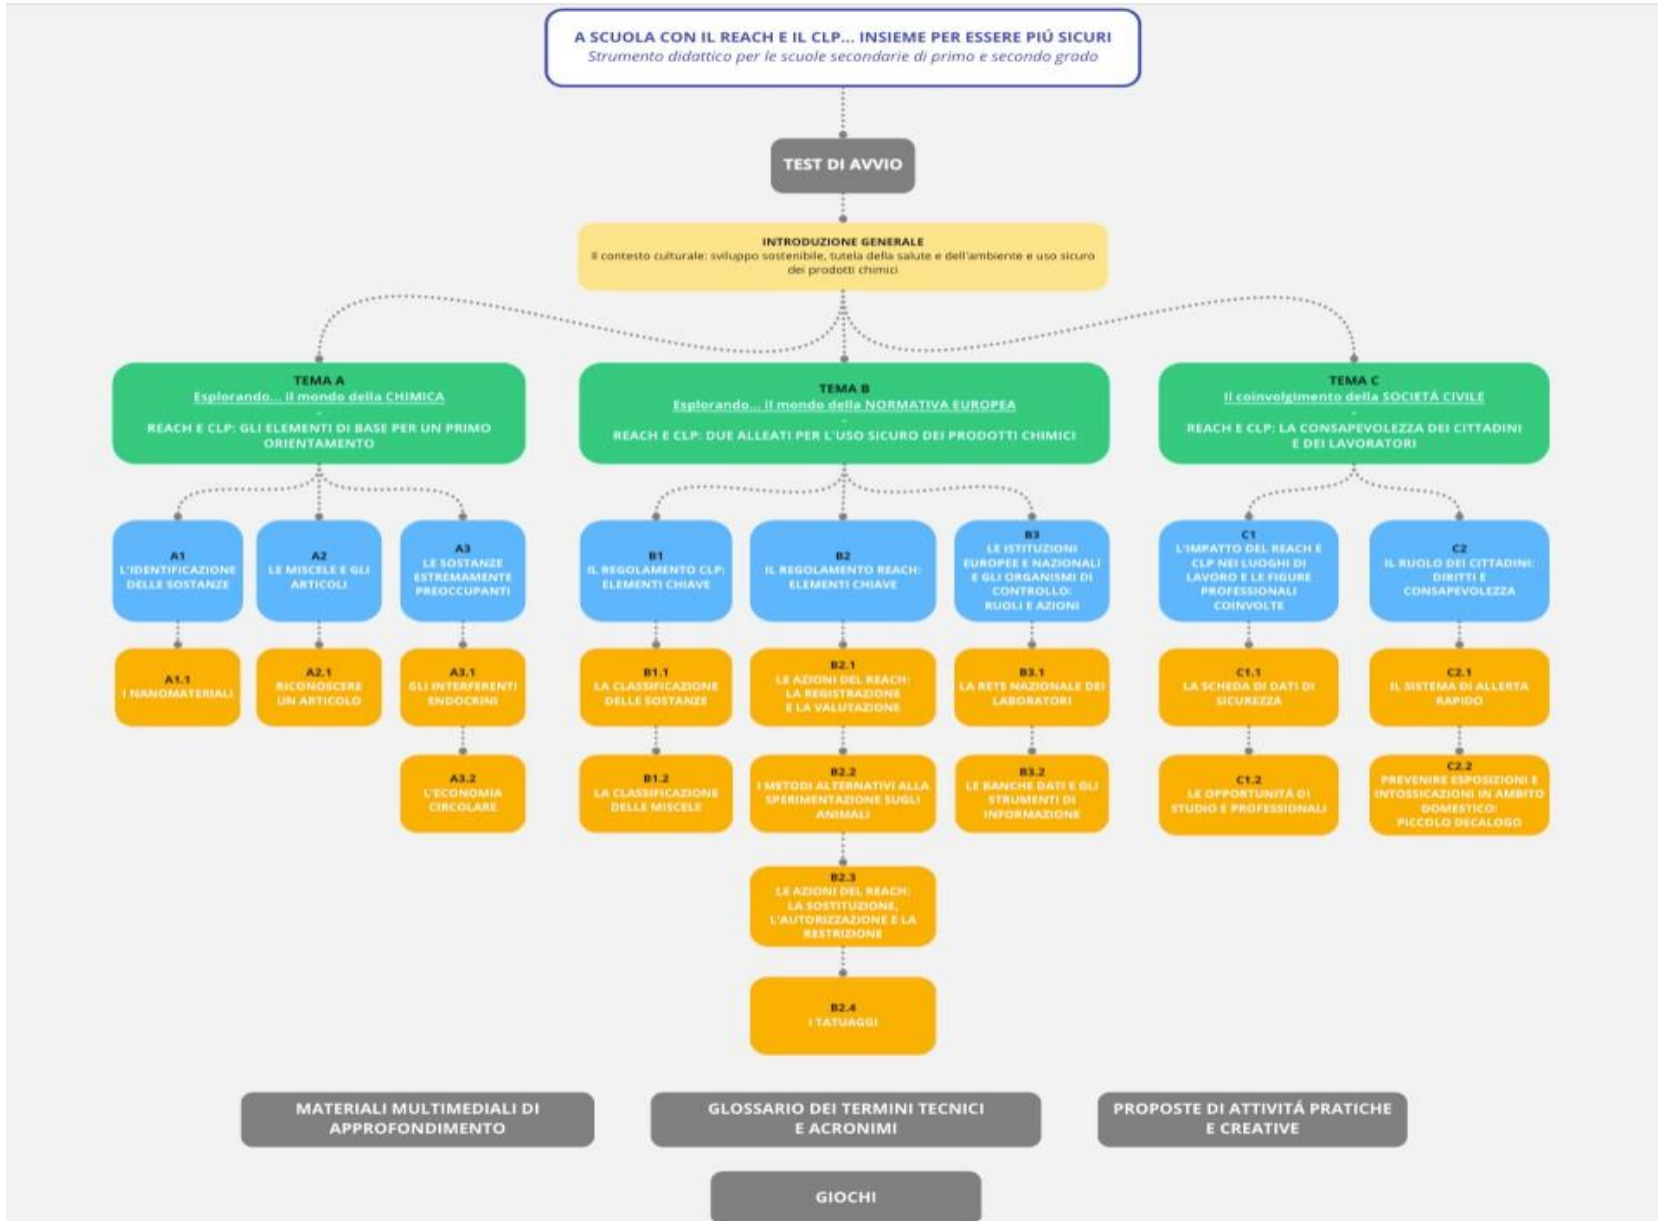 A SCUOLA CON IL REACH E IL CLP... INSIEME PER ESSERE PIÚ SICURI
Strumento didattico per le scuole secondarie di primo e secondo grado
TEST DI AVVIO
INTRODUZIONE GENERALE
Il contesto culturale: sviluppo sostenibile, tutela della salute e dell'ambiente e uso sicuro
dei prodotti chimici
TEMA A
Esplorando... il mondo della CHIMICA
-
REACH E CLP: GLI ELEMENTI DI BASE PER UN PRIMO
ORIENTAMENTO
TEMA B
Esplorando... il mondo della NORMATIVA EUROPEA
-
REACH E CLP: DUE ALLEATI PER L'USO SICURO DEI PRODOTTI CHIMICI
TEMA C
Il coinvolgimento della SOCIETÁ CIVILE
-
REACH E CLP: LA CONSAPEVOLEZZA DEI CITTADINI
E DEI LAVORATORI
A1
L'IDENTIFICAZIONE
DELLE SOSTANZE
A2
LE MISCELE E GLI
ARTICOLI
A3
LE SOSTANZE
ESTREMAMENTE
PREOCCUPANTI
B1
IL REGOLAMENTO CLP:
ELEMENTI CHIAVE
B2
IL REGOLAMENTO REACH:
ELEMENTI CHIAVE
B3
LE ISTITUZIONI
EUROPEE E NAZIONALI
E GLI ORGANISMI DI
CONTROLLO:
RUOLI E AZIONI
C1
L'IMPATTO DEL REACH E
CLP NEI LUOGHI DI
LAVORO E LE FIGURE
PROFESSIONALI
COINVOLTE
C2
IL RUOLO DEI CITTADINI:
DIRITTI E
CONSAPEVOLEZZA
A1.1
I NANOMATERIALI
A2.1
RICONOSCERE
UN ARTICOLO
A3.1
GLI INTERFERENTI
ENDOCRINI
B1.1
LA CLASSIFICAZIONE
DELLE SOSTANZE
B2.1
LE AZIONI DEL REACH:
LA REGISTRAZIONE
E LA VALUTAZIONE
B3.1
LA RETE NAZIONALE DEI
LABORATORI
C1.1
LA SCHEDA DI DATI DI
SICUREZZA
C2.1
IL SISTEMA DI ALLERTA
RAPIDO
A3.2
L'ECONOMIA
CIRCOLARE
B1.2
LA CLASSIFICAZIONE
DELLE MISCELE
B2.2
I METODI ALTERNATIVI ALLA
SPERIMENTAZIONE SUGLI
ANIMALI
B3.2
LE BANCHE DATI E GLI
STRUMENTI DI
INFORMAZIONE
C1.2
LE OPPORTUNITÁ DI
STUDIO E PROFESSIONALI
C2.2
PREVENIRE ESPOSIZIONI E
INTOSSICAZIONI IN AMBITO
DOMESTICO:
PICCOLO DECALOGO
B2.3
LE AZIONI DEL REACH:
LA SOSTITUZIONE,
L'AUTORIZZAZIONE E LA
RESTRIZIONE
B2.4
I TATUAGGI
MATERIALI MULTIMEDIALI DI
APPROFONDIMENTO
GLOSSARIO DEI TERMINI TECNICI
E ACRONIMI
PROPOSTE DI ATTIVITÁ PRATICHE
E CREATIVE
GIOCHI